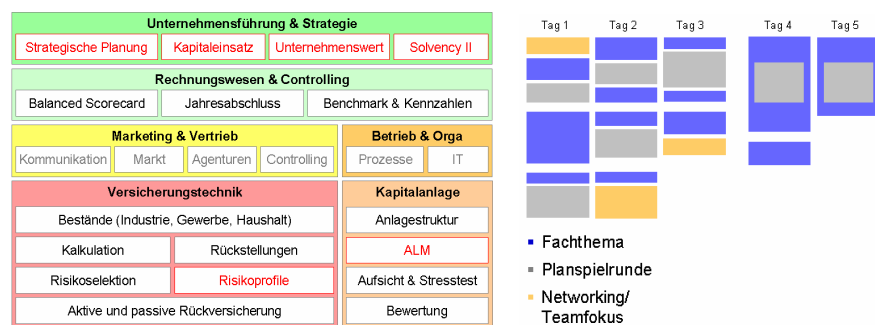 Unternehmensführung & Strategie
Strategische Planung Kapitaleinsatz Unternehmenswert Solvency II
Rechnungswesen & Controlling
Balanced Scorecard Jahresabschluss Benchmark & Kennzahlen
Marketing & Vertrieb
Kommunikation Markt Agenturen Controlling
Betrieb & Orga
Prozesse IT
Versicherungstechnik
Bestände (Industrie, Gewerbe, Haushalt)
Kalkulation Rückstellungen
Risikoselektion Risikoprofile
Aktive und passive Rückversicherung
Kapitalanlage
Anlagestruktur
ALM
Aufsicht & Stresstest
Bewertung
Tag 1 Tag 2 Tag 3 Tag 4 Tag 5
Fachthema
Planspielrunde
Networking/
Teamfokus